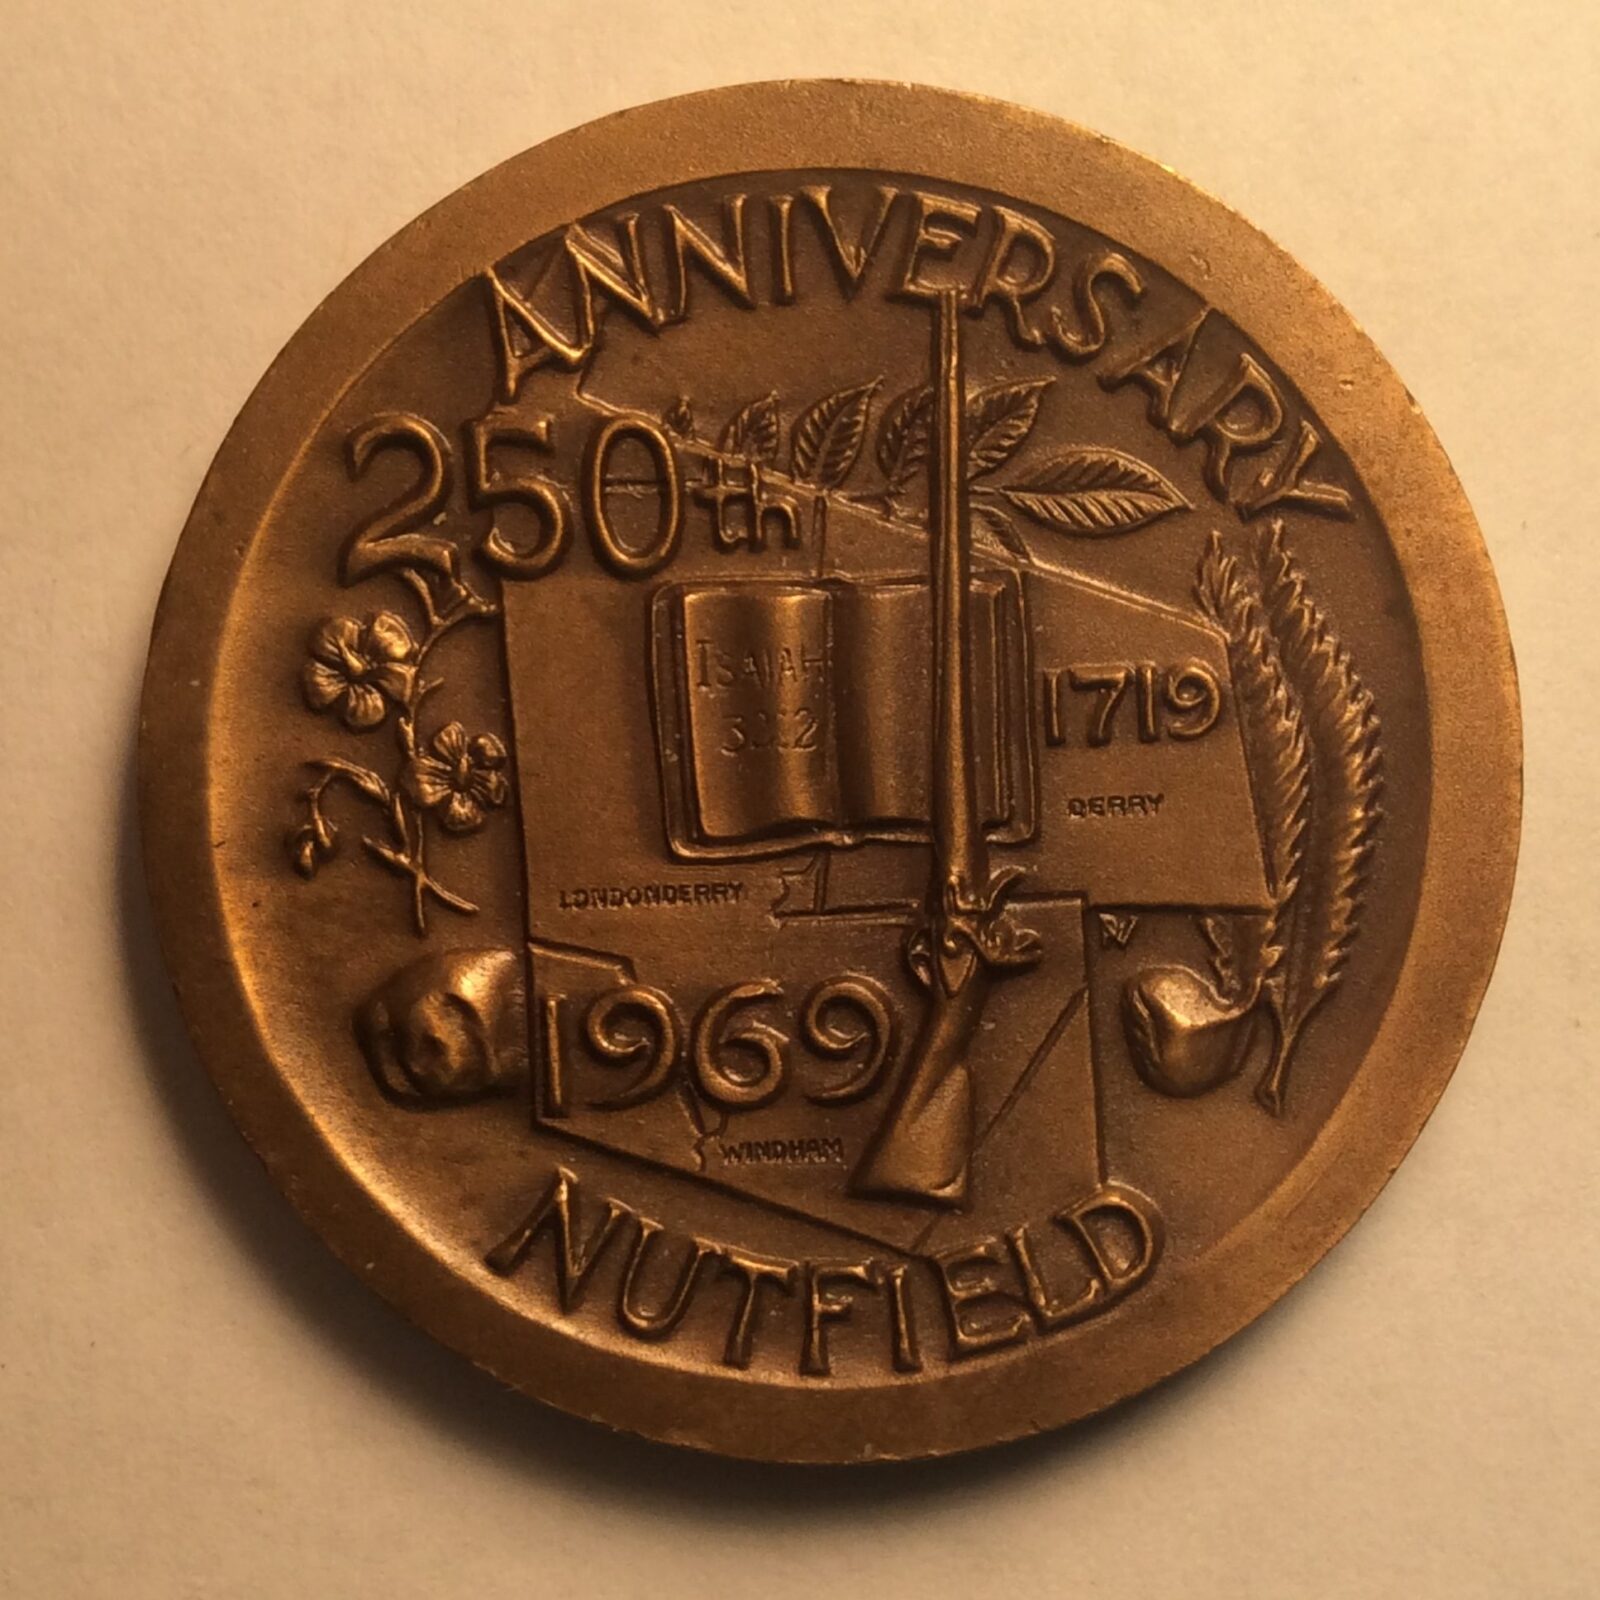 ANNIVERSARY
250th
ISAIAH
1719
DERRY
LONDONDERRY
1969
WINDHAM
NUTFIELD